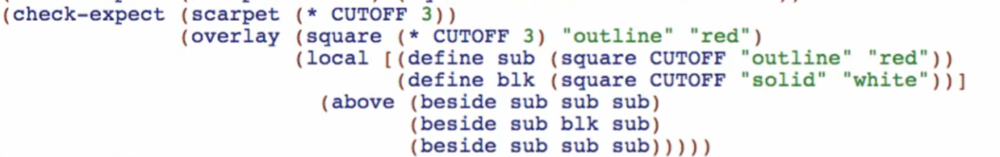 (check-expect (scarpet (* CUTOFF 3))
(overlay (square (* CUTOFF 3) "outline" "red")
(local [(define sub (square CUTOFF "outline" "red"))
(define blk (square CUTOFF "solid" "white"))]
(above (beside sub sub sub)
(beside sub blk sub)
(beside sub sub sub)))))